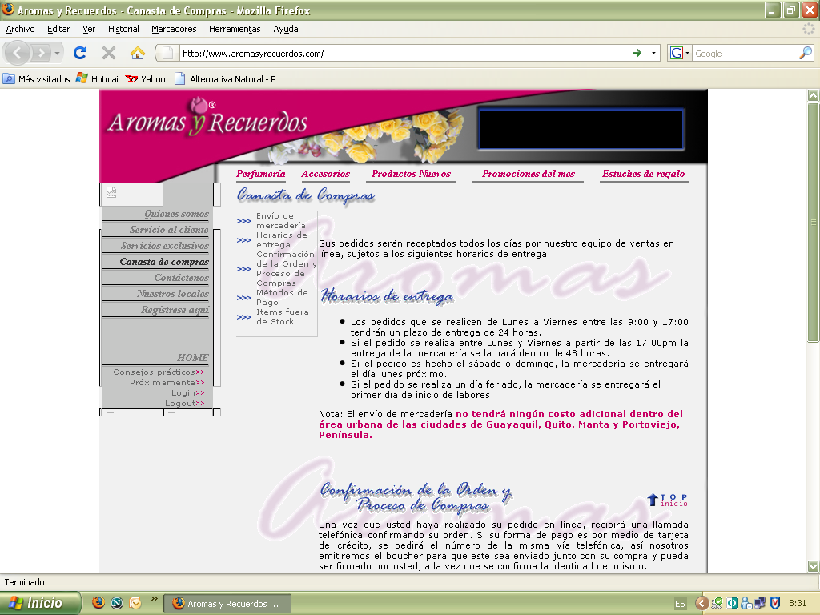 Aromas y Recuerdos - Canasta de Compras - Mozilla Firefox
Archivo Editar Ver Historial Marcadores Herramientas Ayuda
http://www.aromasyrecuerdos.com/
Google
Más visitados Hotmail Yahoo Alternativa Natural - E
Aromas y Recuerdos®
Perfumería Accesorios Productos Nuevos Promociones del mes Estuches de regalo
Quienes somos
Servicio al cliente
Servicios exclusivos
Canasta de compras
Contáctenos
Nuestros locales
Regístrese aquí
HOME
Consejos prácticos>>
Próximamente>>
Login>>
Logout>>
Canasta de Compras
>>> Envío de
mercadería
>>> Horarios de
entrega
>>> Confirmación
de la Orden y
Proceso de
Compras
>>> Métodos de
Pago
>>> Items Fuera
de Stock
Sus pedidos serán receptados todos los días por nuestro equipo de ventas en
línea, sujetos a los siguientes horarios de entrega
Horarios de entrega
Los pedidos que se realicen de Lunes a Viernes entre las 9:00 y 17:00
tendrán un plazo de entrega de 24 horas.
Si el pedido se realiza entre Lunes y Viernes a partir de las 17:00pm la
entrega de la mercadería se hará dentro de 48 horas.
Si el pedido es hecho el sábado o domingo, la mercadería se entregará
el día lunes próximo.
Si el pedido se realiza un día feriado, la mercadería se entregará el
primer día de inicio de labores
Nota: El envío de mercadería no tendrá ningún costo adicional dentro del
área urbana de las ciudades de Guayaquil, Quito, Manta y Portoviejo,
Península.
Confirmación de la Orden y
Proceso de Compras
TOP
inicio
Una vez que usted haya realizado su pedido en línea, recibirá una llamada
telefónica confirmando su orden. Si su forma de pago es por medio de tarjeta
de crédito, se pedirá el número de la misma vía telefónica, así nosotros
emitiremos el boucher para que este sea enviado junto con su compra y pueda
ser firmado por usted, a la vez que se confirma la identidad del mismo.
Aromas
Aromas
Terminado
Inicio
Aromas y Recuerdos ...
ES
8:31